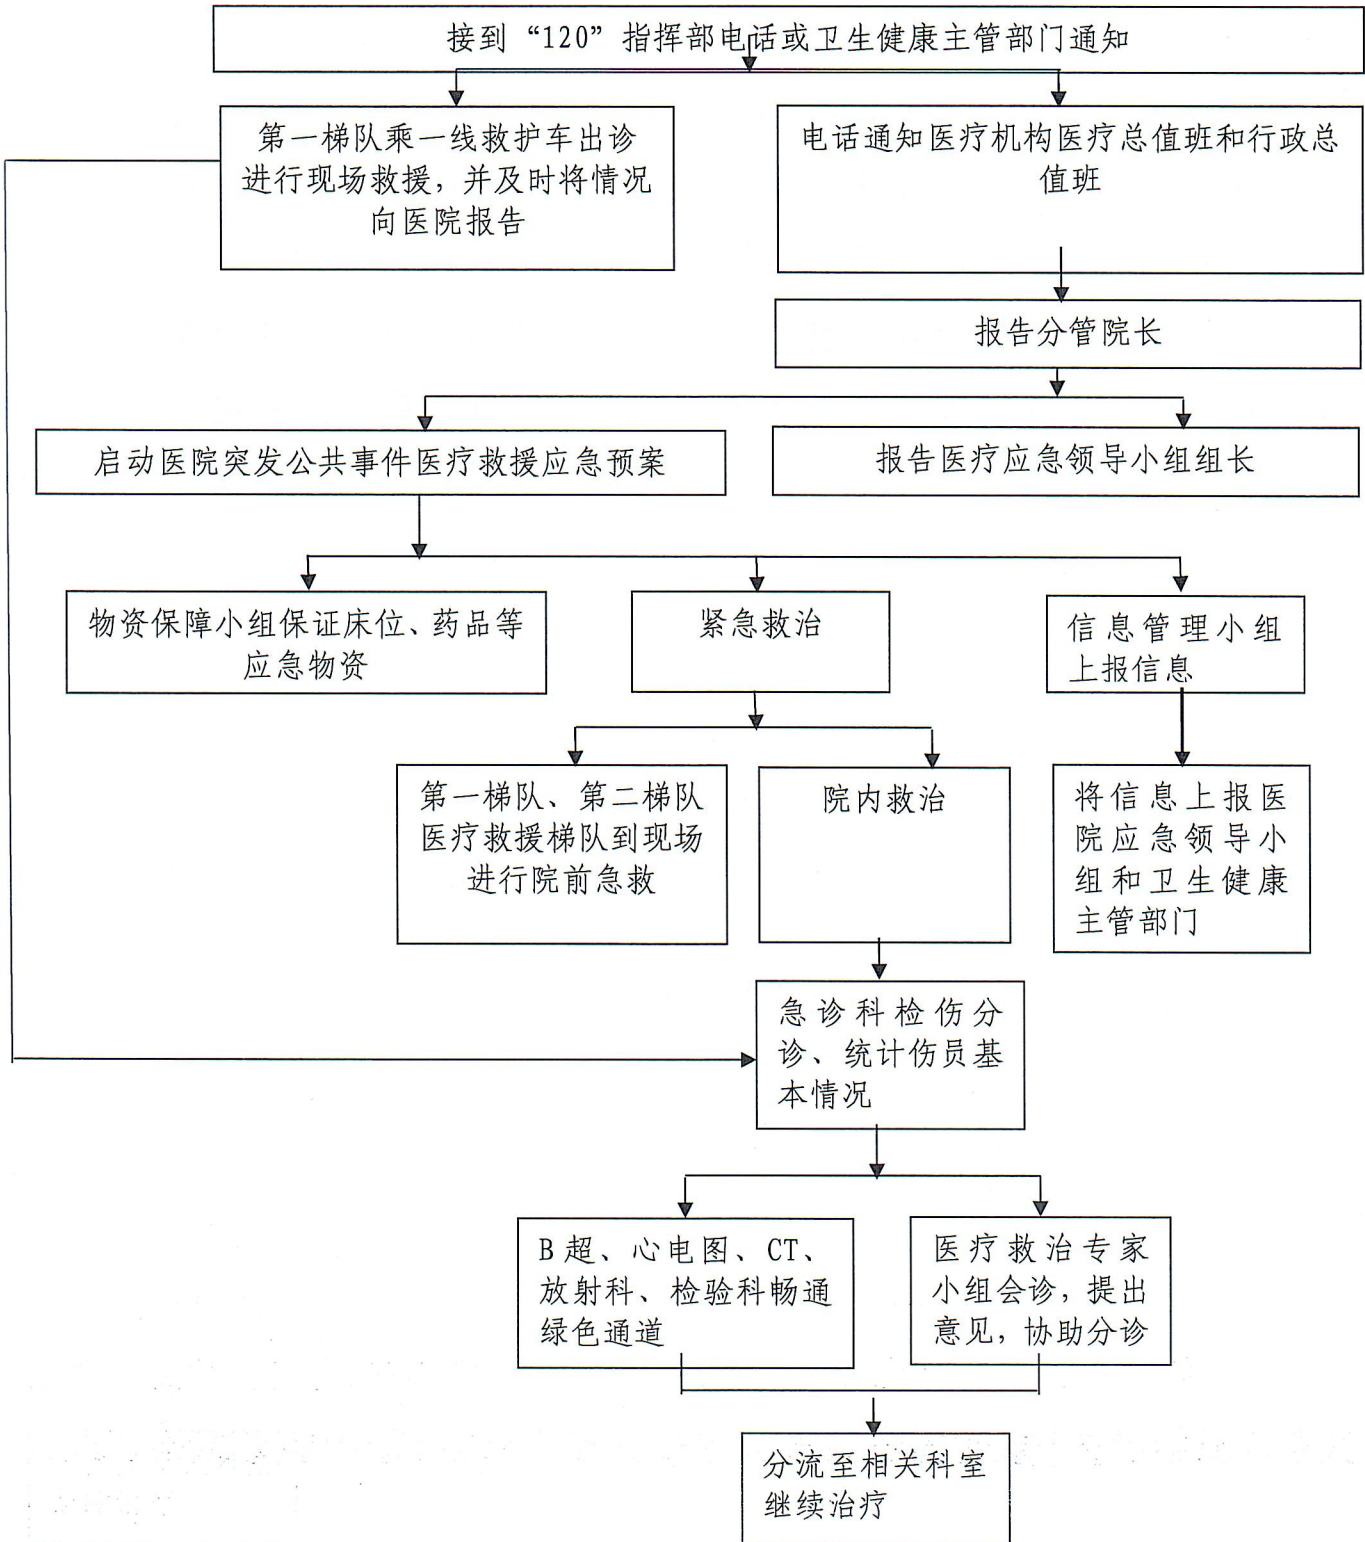 接到“120”指挥部电话或卫生健康主管部门通知
第一梯队乘一线救护车出诊
进行现场救援，并及时将情况
向医院报告
电话通知医疗机构医疗总值班和行政总
值班
报告分管院长
启动医院突发公共事件医疗救援应急预案
报告医疗应急领导小组组长
物资保障小组保证床位、药品等
应急物资
紧急救治
信息管理小组
上报信息
第一梯队、第二梯队
医疗救援梯队到现场
进行院前急救
院内救治
将信息上报医
院应急领导小
组和卫生健康
主管部门
急诊科检伤分
诊、统计伤员基
本情况
B超、心电图、CT、
放射科、检验科畅通
绿色通道
医疗救治专家
小组会诊，提出
意见，协助分诊
分流至相关科室
继续治疗